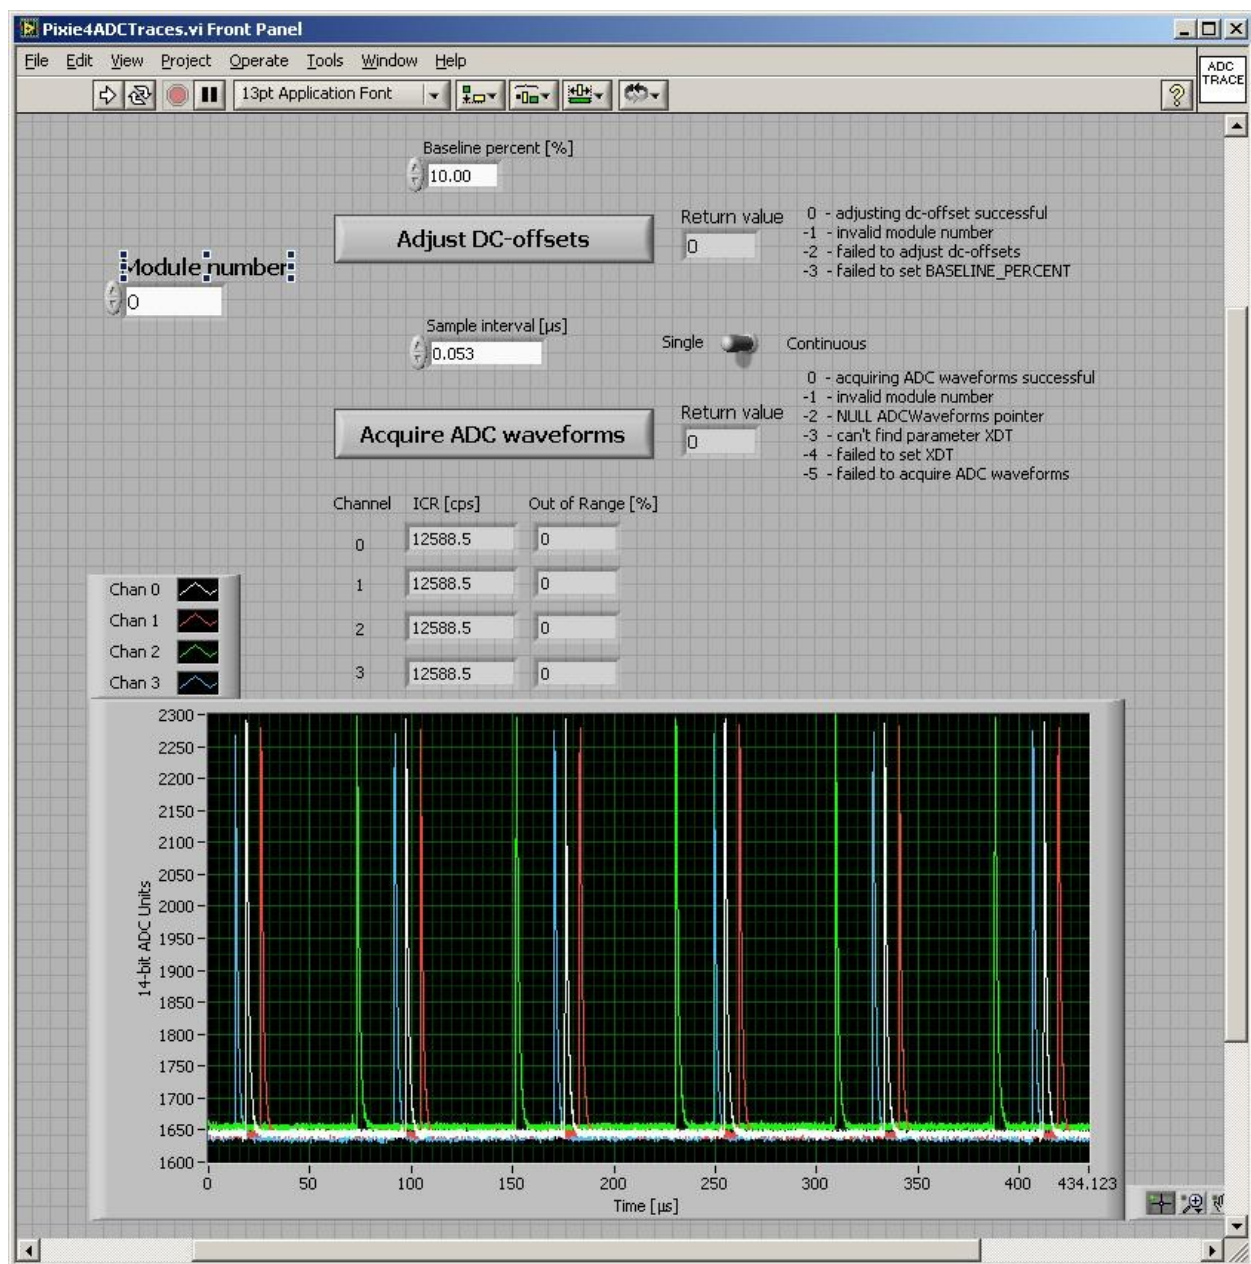 Pixie4ADCTraces.vi Front Panel
File Edit View Project Operate Tools Window Help
ADC
TRACE
13pt Application Font
?
Baseline percent [%]
10.00
Adjust DC-offsets
Return value
0
0 - adjusting dc-offset successful
-1 - invalid module number
-2 - failed to adjust dc-offsets
-3 - failed to set BASELINE_PERCENT
Module number
0
Sample interval [µs]
0.053
Single
Continuous
Acquire ADC waveforms
Return value
0
0 - acquiring ADC waveforms successful
-1 - invalid module number
-2 - NULL ADCWaveforms pointer
-3 - can't find parameter XDT
-4 - failed to set XDT
-5 - failed to acquire ADC waveforms
Channel ICR [cps] Out of Range [%]
0 12588.5 0
1 12588.5 0
2 12588.5 0
3 12588.5 0
Chan 0
Chan 1
Chan 2
Chan 3
14-bit ADC Units
2300
2250
2200
2150
2100
2050
2000
1950
1900
1850
1800
1750
1700
1650
1600
0 50 100 150 200 250 300 350 400 434.123
Time [µs]